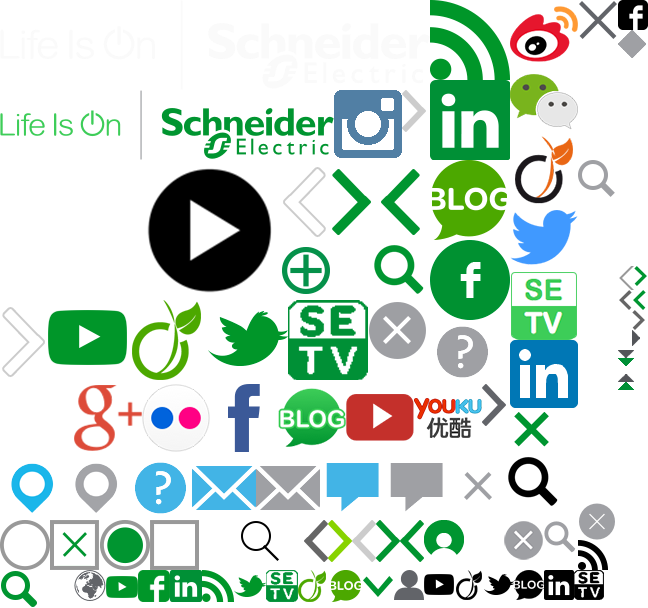 Life Is On
Schneider
Electric
Life Is On
Schneider
Electric
in
BLOG
f
SE
TV
SE
TV
?
in
g+
f
BLOG
YOUKU
优酷
?
f
in
SE
TV
BLOG
BLOG
in
SE
TV